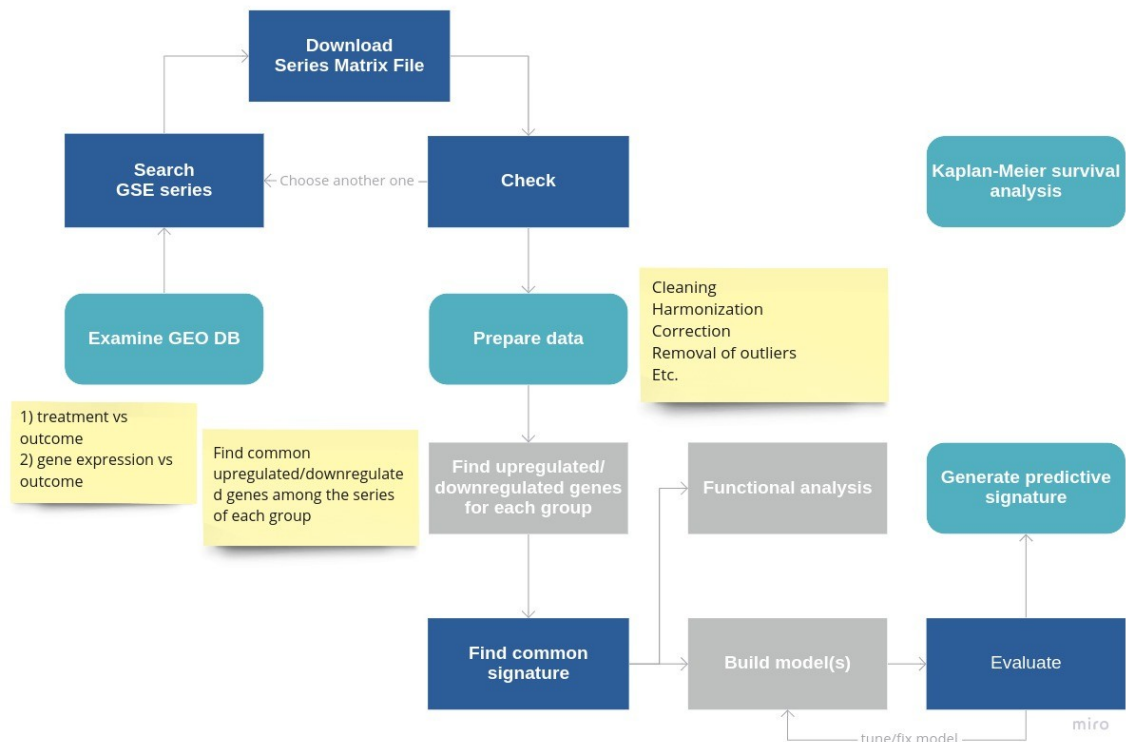 Download
Series Matrix File
Search
GSE series
Choose another one
Check
Kaplan-Meier survival
analysis
Examine GEO DB
Prepare data
Cleaning
Harmonization
Correction
Removal of outliers
Etc.
1) treatment vs
outcome
2) gene expression vs
outcome
Find common
upregulated/downregulate
d genes among the series
of each group
Find upregulated/
downregulated genes
for each group
Functional analysis
Generate predictive
signature
Find common
signature
Build model(s)
Evaluate
tune/fix model
miro